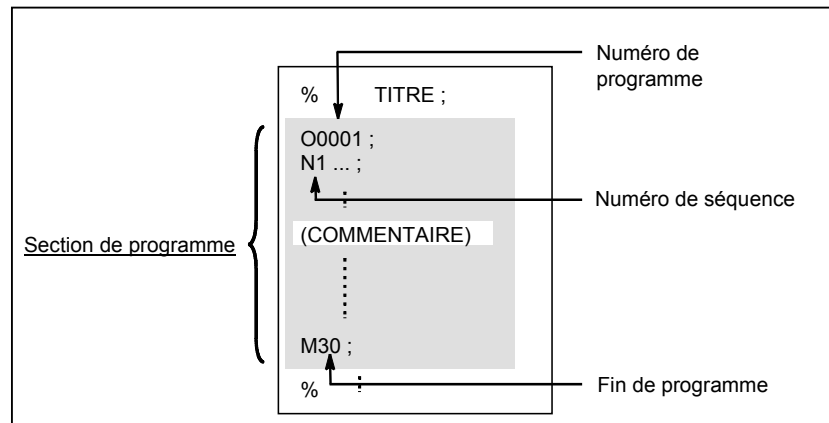 Numéro de
programme
% TITRE ;
O0001 ;
N1 ... ;
Numéro de séquence
(COMMENTAIRE)
Section de programme
M30 ;
%
Fin de programme